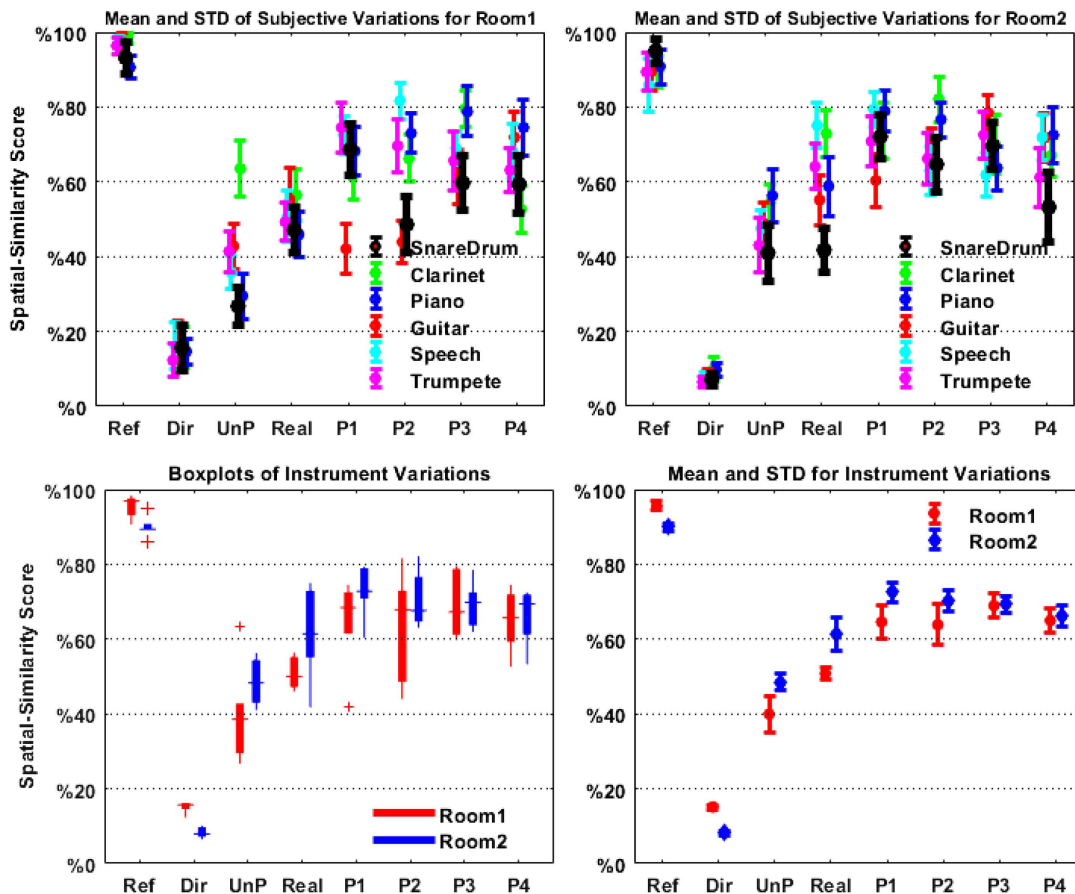 Mean and STD of Subjective Variations for Room1
Spatial-Similarity Score
%100
%80
%60
%40
%20
%0
SnareDrum
Clarinet
Piano
Guitar
Speech
Trumpete
Ref Dir UnP Real P1 P2 P3 P4
Mean and STD of Subjective Variations for Room2
%100
%80
%60
%40
%20
%0
SnareDrum
Clarinet
Piano
Guitar
Speech
Trumpete
Ref Dir UnP Real P1 P2 P3 P4
Boxplots of Instrument Variations
Spatial-Similarity Score
%100
%80
%60
%40
%20
%0
Room1
Room2
Ref Dir UnP Real P1 P2 P3 P4
Mean and STD for Instrument Variations
%100
%80
%60
%40
%20
%0
Room1
Room2
Ref Dir UnP Real P1 P2 P3 P4